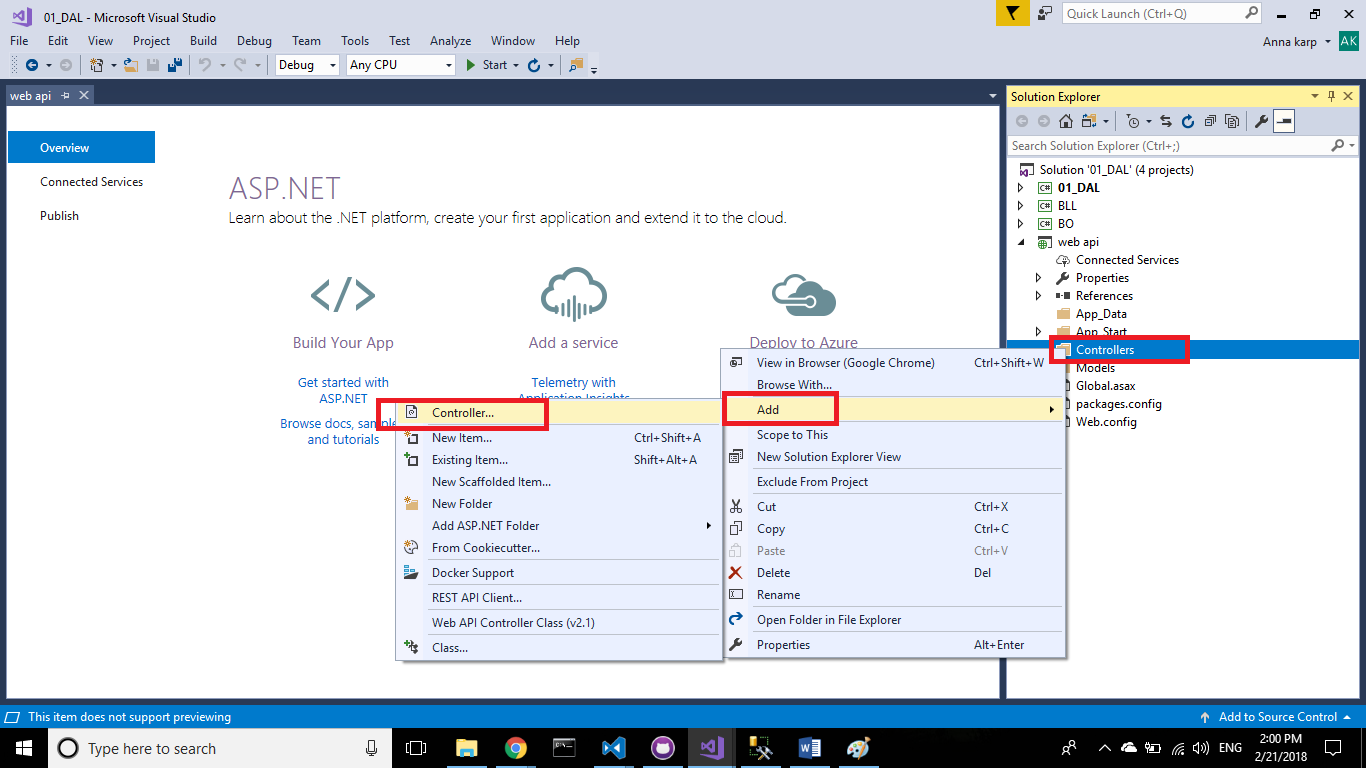 01_DAL - Microsoft Visual Studio
Quick Launch (Ctrl+Q)
File Edit View Project Build Debug Team Tools Test Analyze Window Help
Anna karp AK
Debug Any CPU Start
web api
Overview
Connected Services
Publish
ASP.NET
Learn about the .NET platform, create your first application and extend it to the cloud.
</>
Build Your App
Add a service
Deploy to Azure
Get started with
ASP.NET
Telemetry with
Application Insights
Browse docs,
and tutorials
Solution Explorer
Search Solution Explorer (Ctrl+;)
Solution '01_DAL' (4 projects)
C# 01_DAL
C# BLL
C# BO
web api
Connected Services
Properties
References
App_Data
App_Start
Controllers
Models
Global.asax
packages.config
Web.config
View in Browser (Google Chrome) Ctrl+Shift+W
Browse With...
Add
Scope to This
New Solution Explorer View
Exclude From Project
Cut Ctrl+X
Copy Ctrl+C
Paste Ctrl+V
Delete Del
Rename
Open Folder in File Explorer
Properties Alt+Enter
Controller...
New Item... Ctrl+Shift+A
Existing Item... Shift+Alt+A
New Scaffolded Item...
New Folder
Add ASP.NET Folder
From Cookiecutter...
Docker Support
REST API Client...
Web API Controller Class (v2.1)
Class...
This item does not support previewing
Add to Source Control
Type here to search
ENG
2:00 PM
2/21/2018